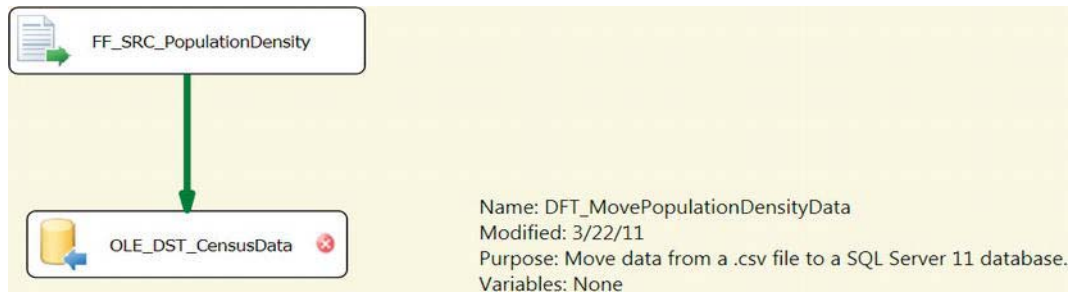 FF_SRC_PopulationDensity
OLE_DST_CensusData
Name: DFT_MovePopulationDensityData
Modified: 3/22/11
Purpose: Move data from a .csv file to a SQL Server 11 database.
Variables: None